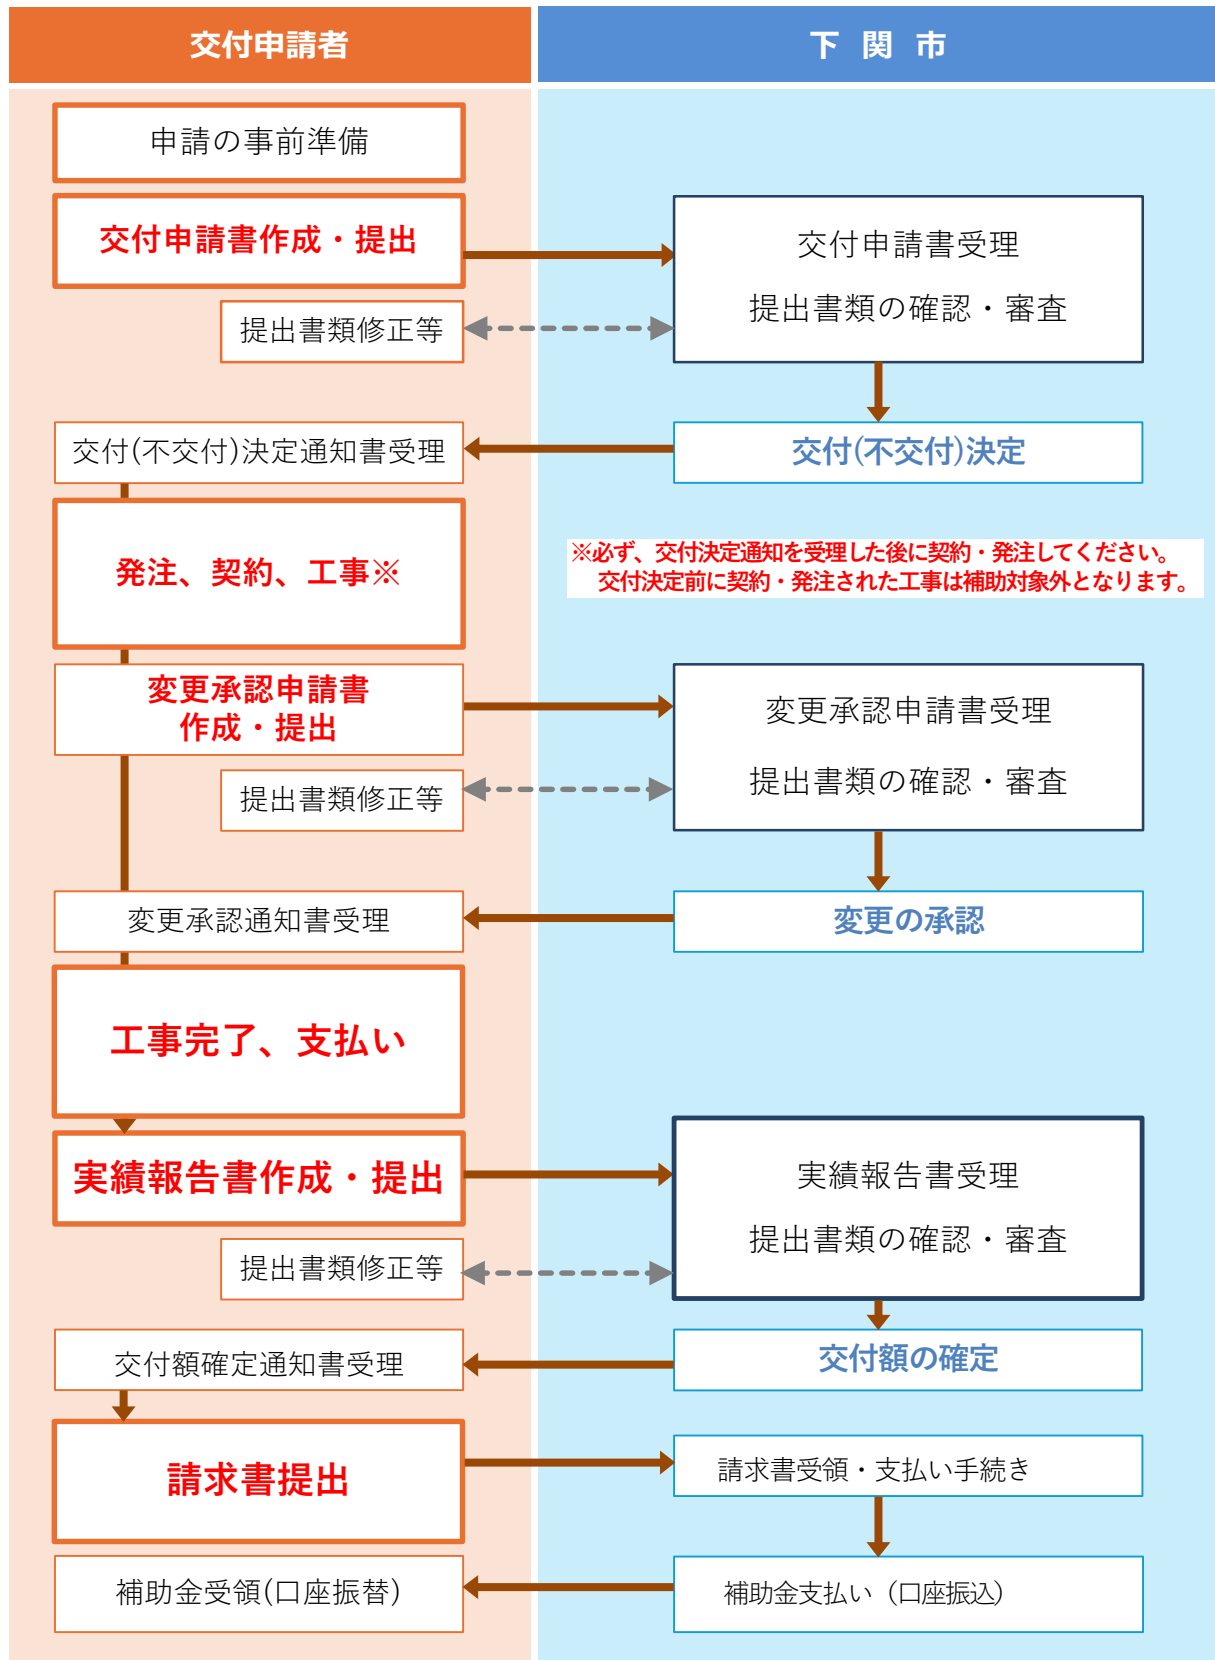 交付申請者
下 関 市
申請の事前準備
交付申請書作成・提出
交付申請書受理
提出書類の確認・審査
提出書類修正等
交付(不交付)決定通知書受理
交付(不交付)決定
発注、契約、工事※
※必ず、交付決定通知を受理した後に契約・発注してください。
交付決定前に契約・発注された工事は補助対象外となります。
変更承認申請書
作成・提出
変更承認申請書受理
提出書類の確認・審査
提出書類修正等
変更承認通知書受理
変更の承認
工事完了、支払い
実績報告書作成・提出
実績報告書受理
提出書類の確認・審査
提出書類修正等
交付額確定通知書受理
交付額の確定
請求書提出
請求書受領・支払い手続き
補助金受領(口座振替)
補助金支払い（口座振込）